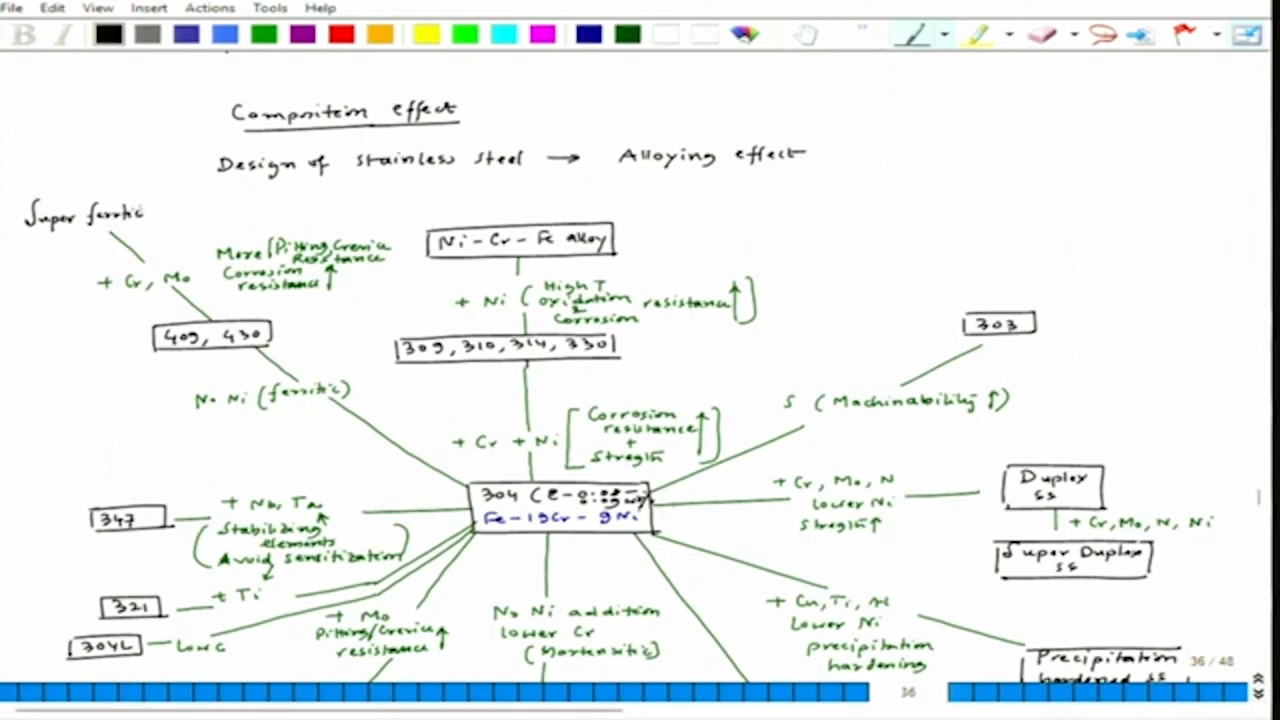 File Edit View Insert Actions Tools Help
B I
Composition effect
Design of stainless steel → Alloying effect
Super ferritic
+ Cr, Mo
More Pitting/Crevice
Resistance
Corrosion
resistance ↑
409, 430
No Ni (ferritic)
Ni - Cr - Fe alloy
+ Ni ( High T
oxidation
&
Corrosion
resistance ↑ )
309, 310, 314, 330
+ Cr + Ni [ Corrosion
resistance
+
Strength ↑ ]
303
S (Machinability ↑)
304
Fe - 19Cr - 9Ni
+ Cr, Mo, N
lower Ni
Strength ↑
Duplex
SS
+ Cr, Mo, N, Ni
Super Duplex
SS
347
+ Nb, Ta
( Stabilizing
elements
Avoid sensitization )
321
+ Ti
304L
Low C
+ Mo
Pitting/Crevice
resistance ↑
No Ni addition
lower Cr
(Martensitic)
+ Cu, Ti, Al
Lower Ni
precipitation
hardening
Precipitation
hardened SS
36 / 48
36